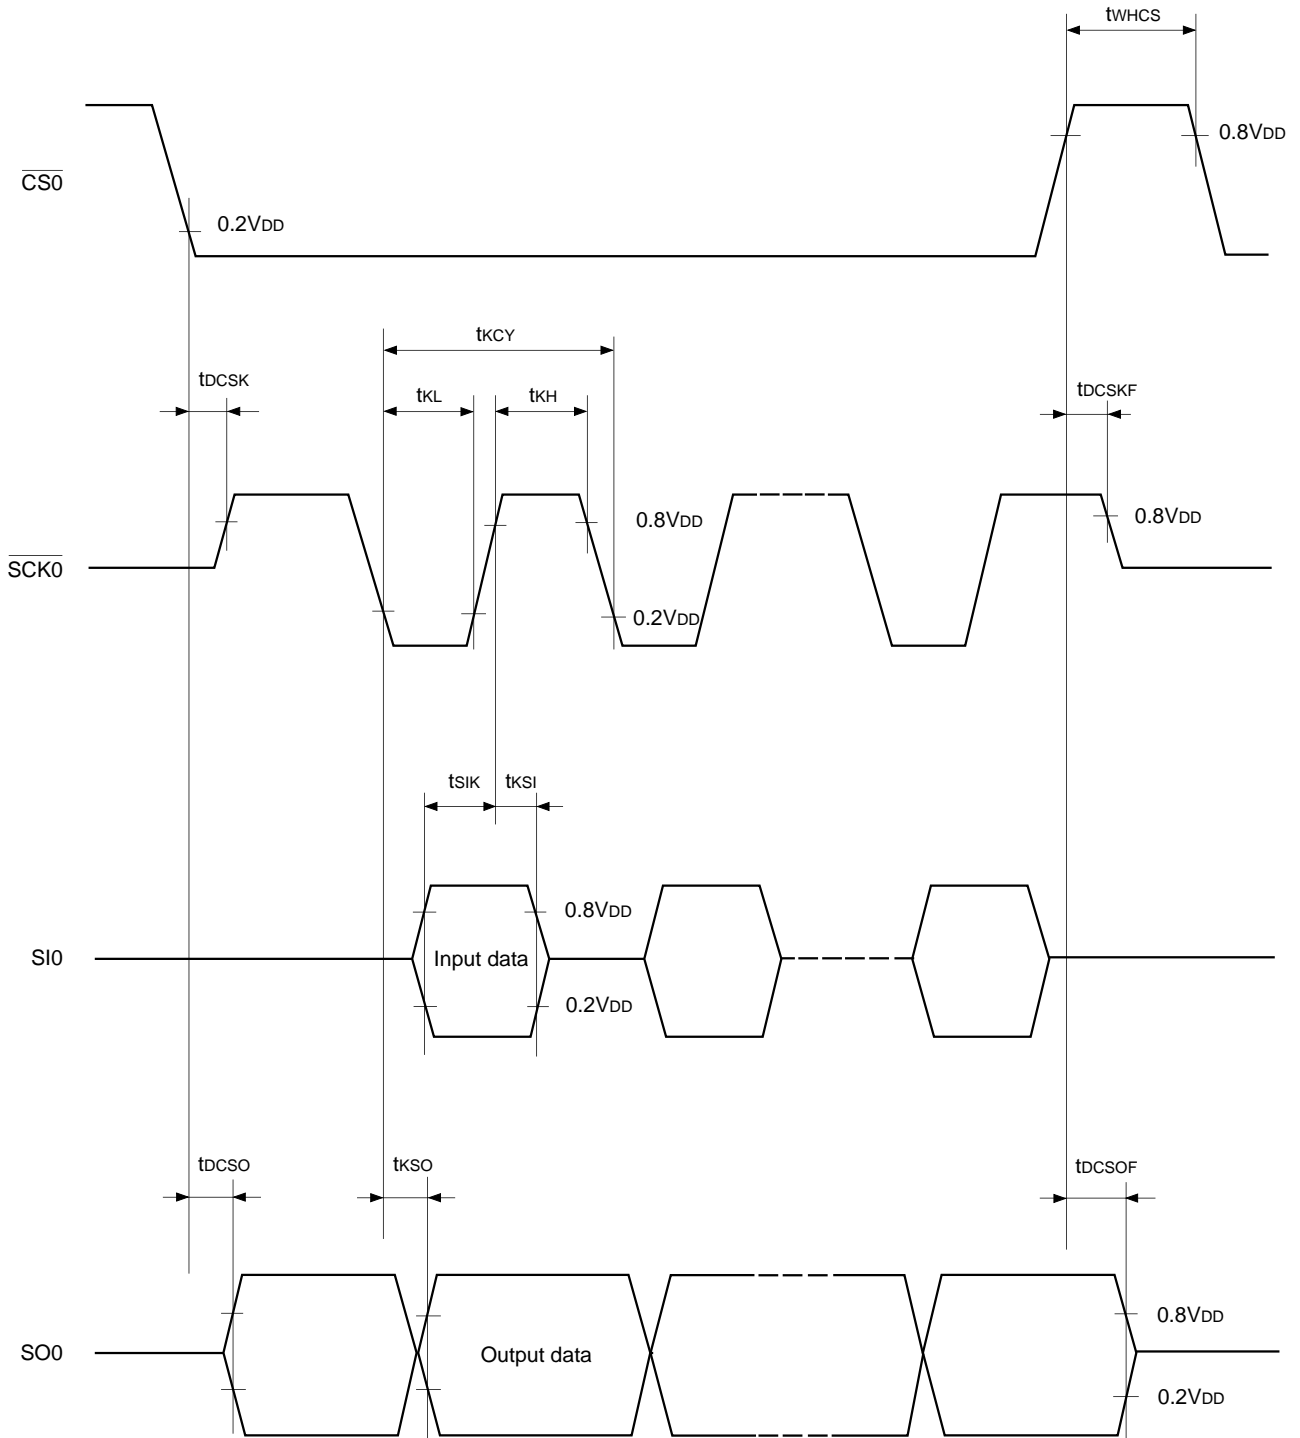 tWHCS
0.8VDD
CS0
0.2VDD
tKCY
tDCSK
tKL
tKH
tDCSKF
0.8VDD
0.8VDD
SCK0
0.2VDD
tSIK
tKSI
0.8VDD
SI0
Input data
0.2VDD
tDCSO
tKSO
tDCSOF
0.8VDD
SO0
Output data
0.2VDD